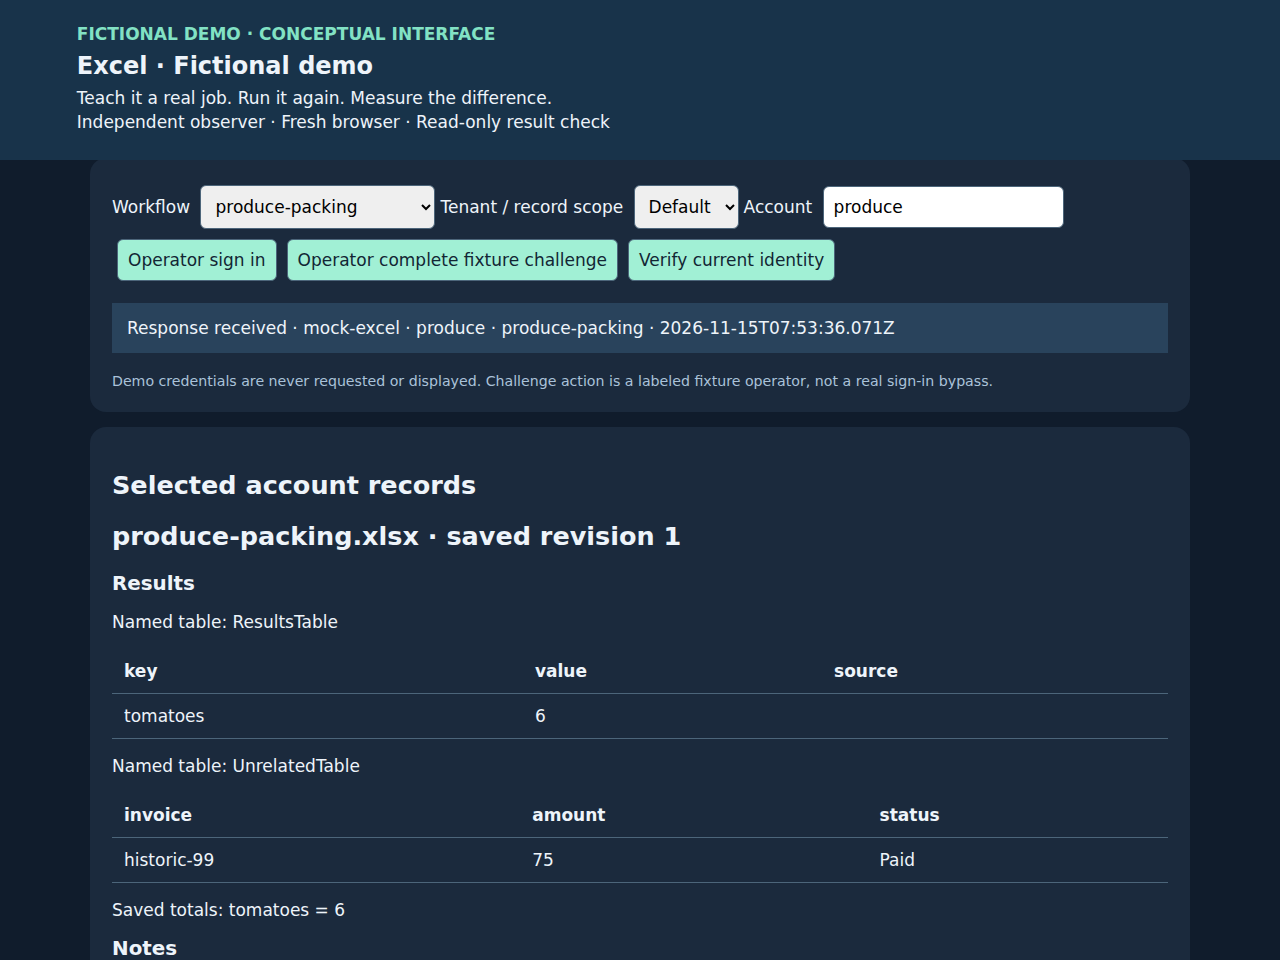 FICTIONAL DEMO · CONCEPTUAL INTERFACE
Excel · Fictional demo
Teach it a real job. Run it again. Measure the difference.
Independent observer · Fresh browser · Read-only result check
Workflow produce-packing Tenant / record scope Default Account produce
Operator sign in Operator complete fixture challenge Verify current identity
Response received · mock-excel · produce · produce-packing · 2026-11-15T07:53:36.071Z
Demo credentials are never requested or displayed. Challenge action is a labeled fixture operator, not a real sign-in bypass.
Selected account records
produce-packing.xlsx · saved revision 1
Results
Named table: ResultsTable
key value source
tomatoes 6
Named table: UnrelatedTable
invoice amount status
historic-99 75 Paid
Saved totals: tomatoes = 6
Notes